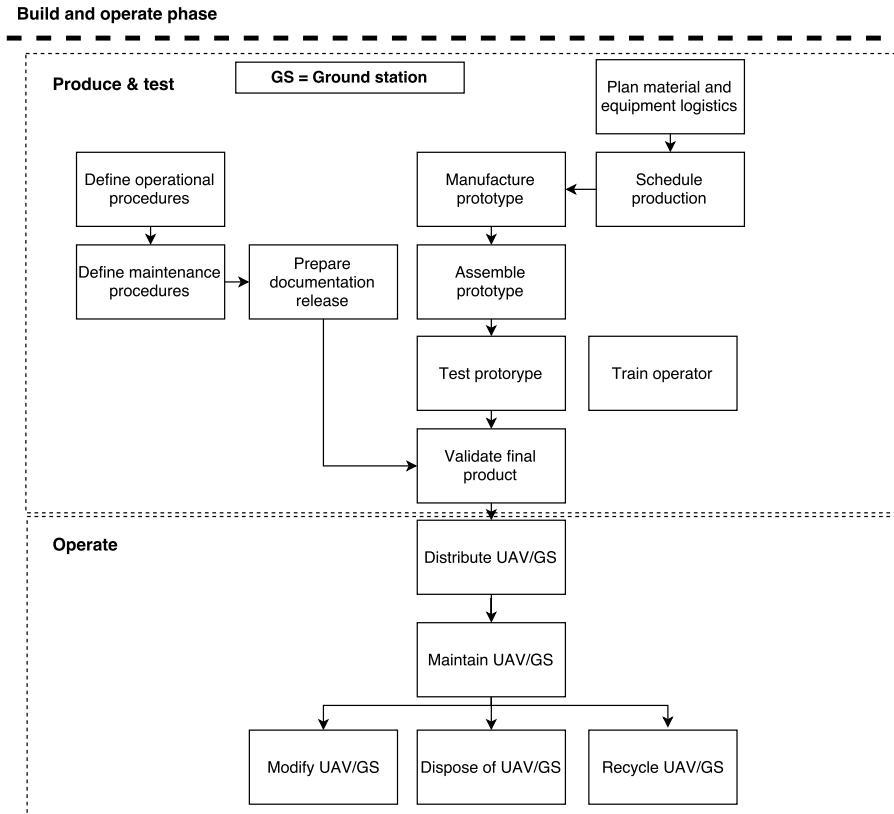 Build and operate phase
Produce & test
GS = Ground station
Plan material and
equipment logistics
Define operational
procedures
Manufacture
prototype
Schedule
production
Define maintenance
procedures
Prepare
documentation
release
Assemble
prototype
Test protorype
Train operator
Validate final
product
Operate
Distribute UAV/GS
Maintain UAV/GS
Modify UAV/GS
Dispose of UAV/GS
Recycle UAV/GS